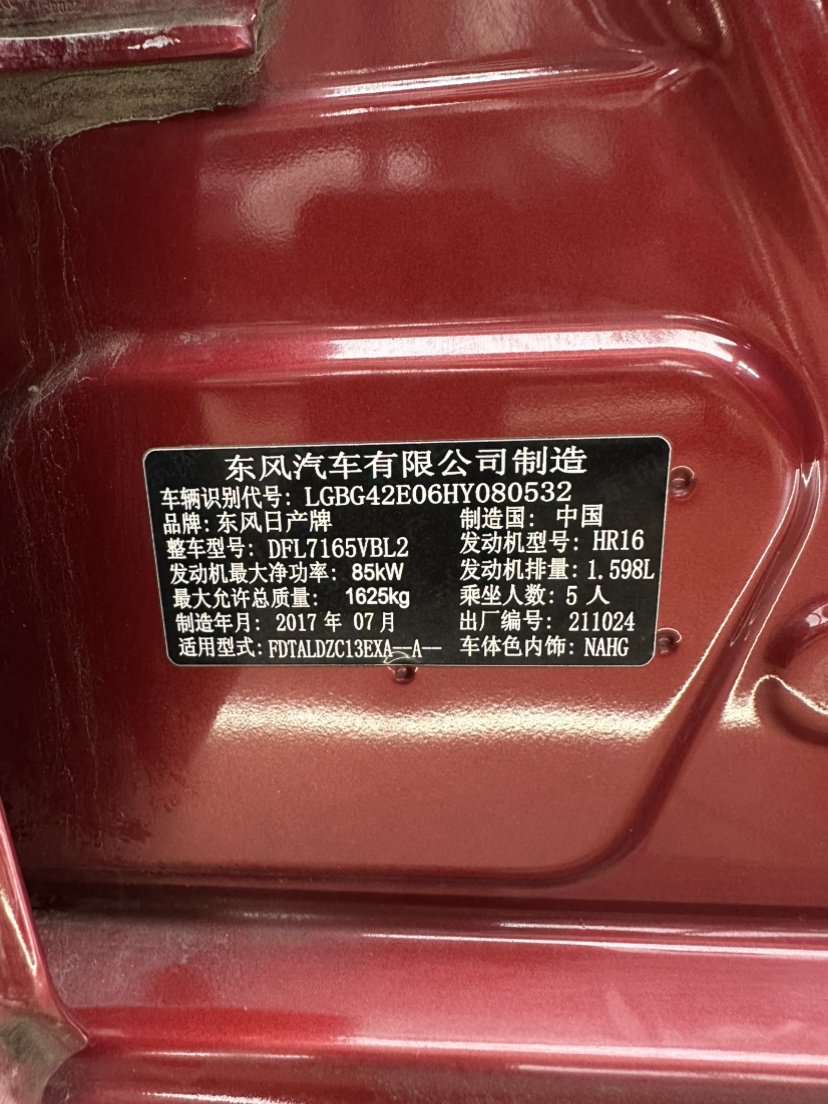 东风汽车有限公司制造
车辆识别代号: LGBG42E06HY080532
品牌: 东风日产牌 制造国: 中国
整车型号: DFL7165VBL2 发动机型号: HR16
发动机最大净功率: 85kW 发动机排量: 1.598L
最大允许总质量: 1625kg 乘坐人数: 5 人
制造年月: 2017 年 07 月 出厂编号: 211024
适用型式: FDTALDZC13EXA--A-- 车体色内饰: NAHG